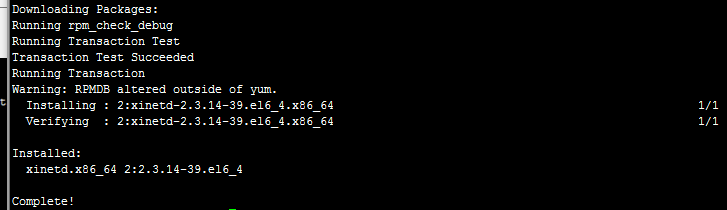 Downloading Packages:
Running rpm_check_debug
Running Transaction Test
Transaction Test Succeeded
Running Transaction
Warning: RPMDB altered outside of yum.
  Installing : 2:xinetd-2.3.14-39.el6_4.x86_64 1/1
  Verifying  : 2:xinetd-2.3.14-39.el6_4.x86_64 1/1

Installed:
  xinetd.x86_64 2:2.3.14-39.el6_4

Complete!